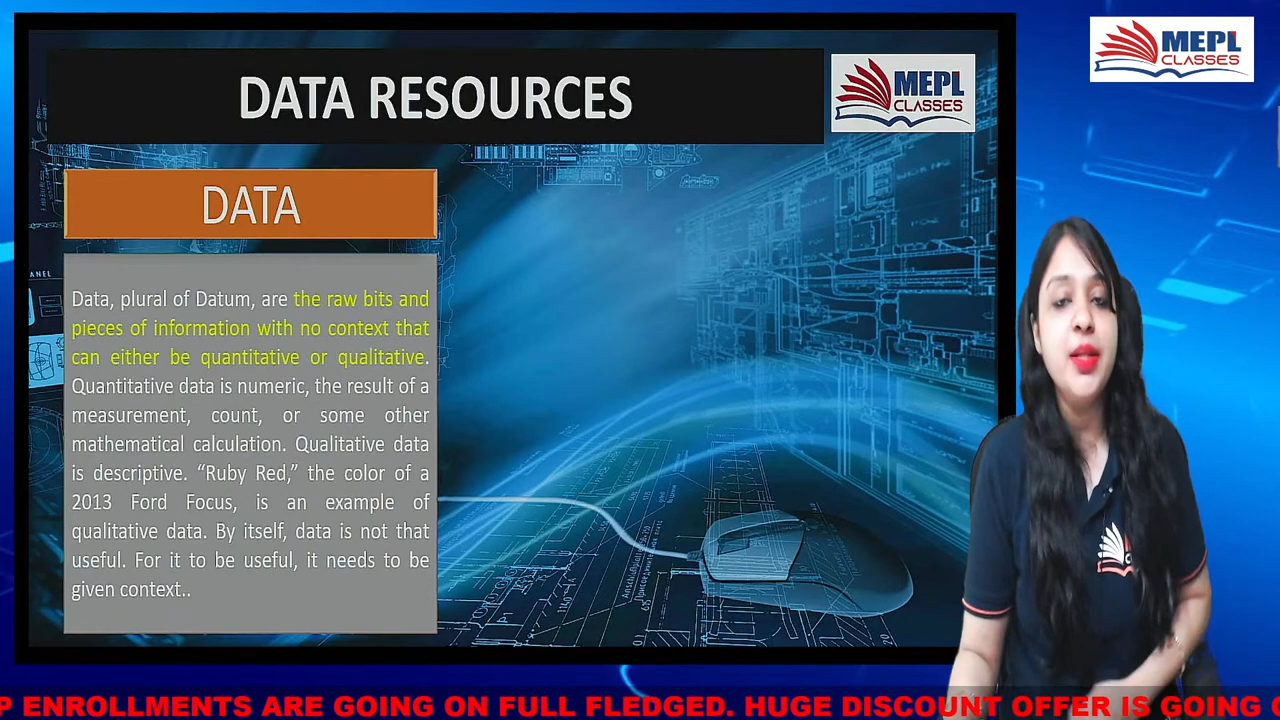 DATA RESOURCES
MEPL
CLASSES
MEPL
CLASSES
DATA
Data, plural of Datum, are the raw bits and
pieces of information with no context that
can either be quantitative or qualitative.
Quantitative data is numeric, the result of a
measurement, count, or some other
mathematical calculation. Qualitative data
is descriptive. “Ruby Red,” the color of a
2013 Ford Focus, is an example of
qualitative data. By itself, data is not that
useful. For it to be useful, it needs to be
given context..
P ENROLLMENTS ARE GOING ON FULL FLEDGED. HUGE DISCOUNT OFFER IS GOING